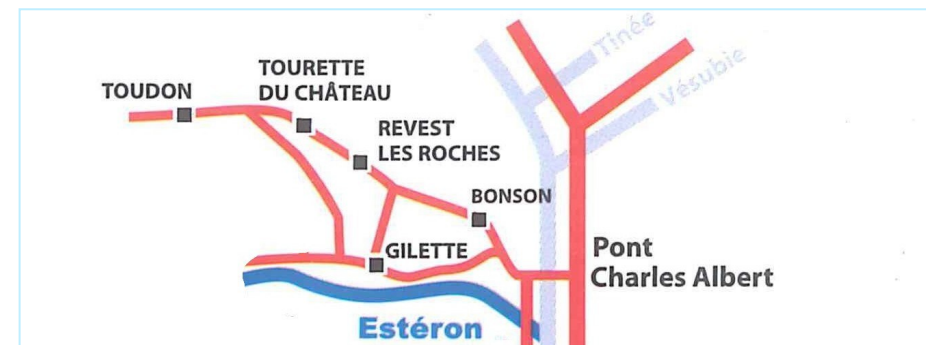 Tinée
TOURETTE
DU CHÂTEAU
TOUDON
Vésubie
REVEST
LES ROCHES
BONSON
GILETTE
Pont
Charles Albert
Estéron